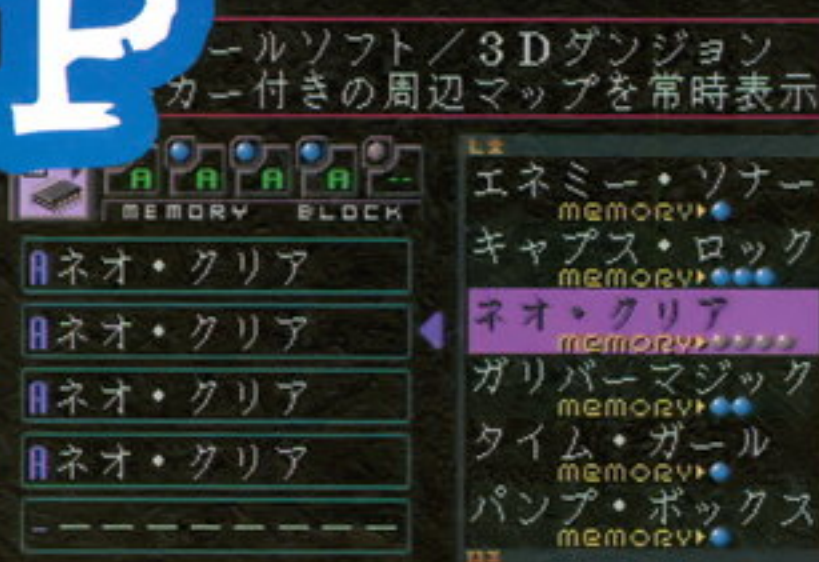 P
ールソフト／3Dダンジョン
カー付きの周辺マップを常時表示
A A A A --
MEMORY BLOCK
Aネオ・クリア
Aネオ・クリア
Aネオ・クリア
Aネオ・クリア
- --------
エネミー・ソナー
MEMORY
キャプス・ロック
MEMORY
ネオ・クリア
MEMORY
ガリバーマジック
MEMORY
タイム・ガール
MEMORY
パンプ・ボックス
MEMORY